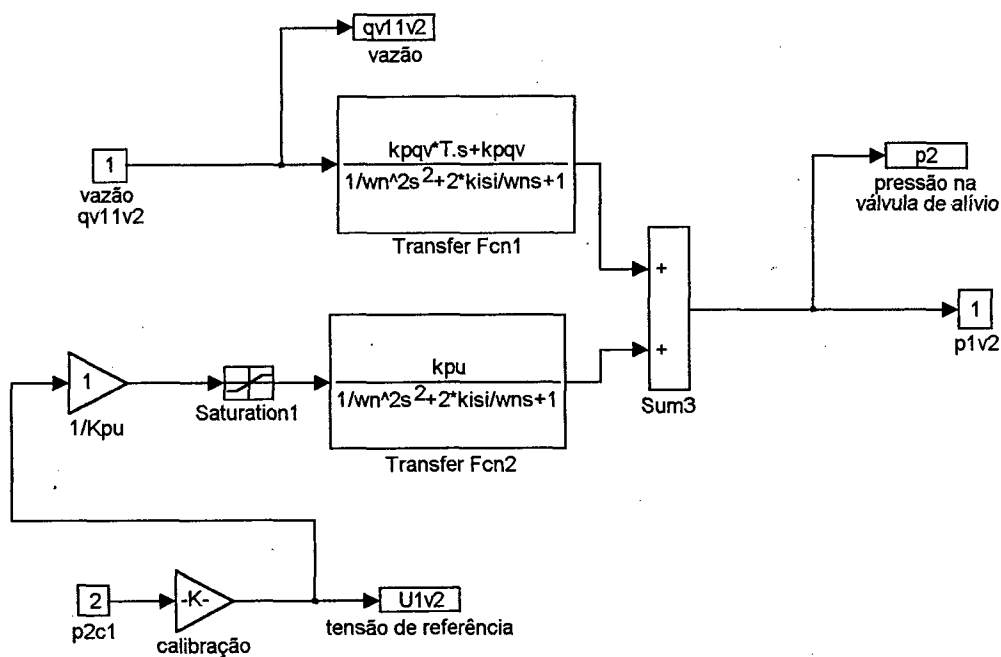 qv11v2
vazão
1
vazão
qv11v2
kpqv*T.s+kpqv
1/wn^2s^2+2*kisi/wns+1
Transfer Fcn1
p2
pressão na
válvula de alívio
+
+
Sum3
1
p1v2
1
1/Kpu
Saturation1
kpu
1/wn^2s^2+2*kisi/wns+1
Transfer Fcn2
2
p2c1
-K-
calibração
U1v2
tensão de referência